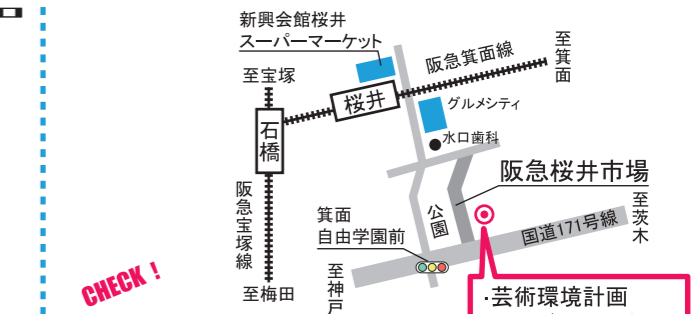 新興会館桜井
スーパーマーケット
至宝塚
阪急箕面線
至箕面
桜井
石橋
グルメシティ
水口歯科
阪急桜井市場
阪急宝塚線
公園
箕面
自由学園前
国道171号線
至茨木
至梅田
至神戸
CHECK !
・芸術環境計画